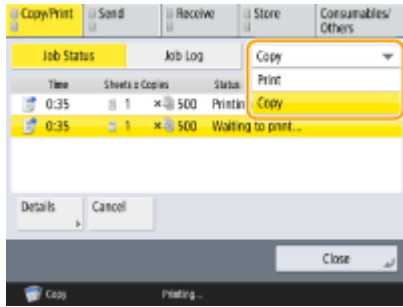 Copy/Print Send Receive Store Consumables/
Others
Job Status Job Log Copy
Time Sheets x Copies Status Print
0:35 1 × 500 Printin Copy
0:35 1 × 500 Waiting to print...
Details Cancel
Close
Copy Printing...